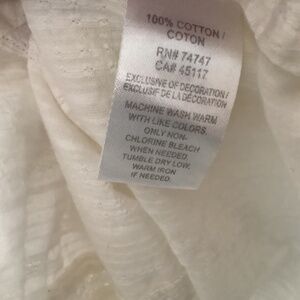 100% COTTON /
COTON
RN# 74747
CA# 45117
EXCLUSIVE OF DECORATION /
EXCLUSIF DE LA DÉCORATION
MACHINE WASH WARM
WITH LIKE COLORS.
ONLY NON-
CHLORINE BLEACH
WHEN NEEDED.
TUMBLE DRY LOW,
WARM IRON
IF NEEDED.